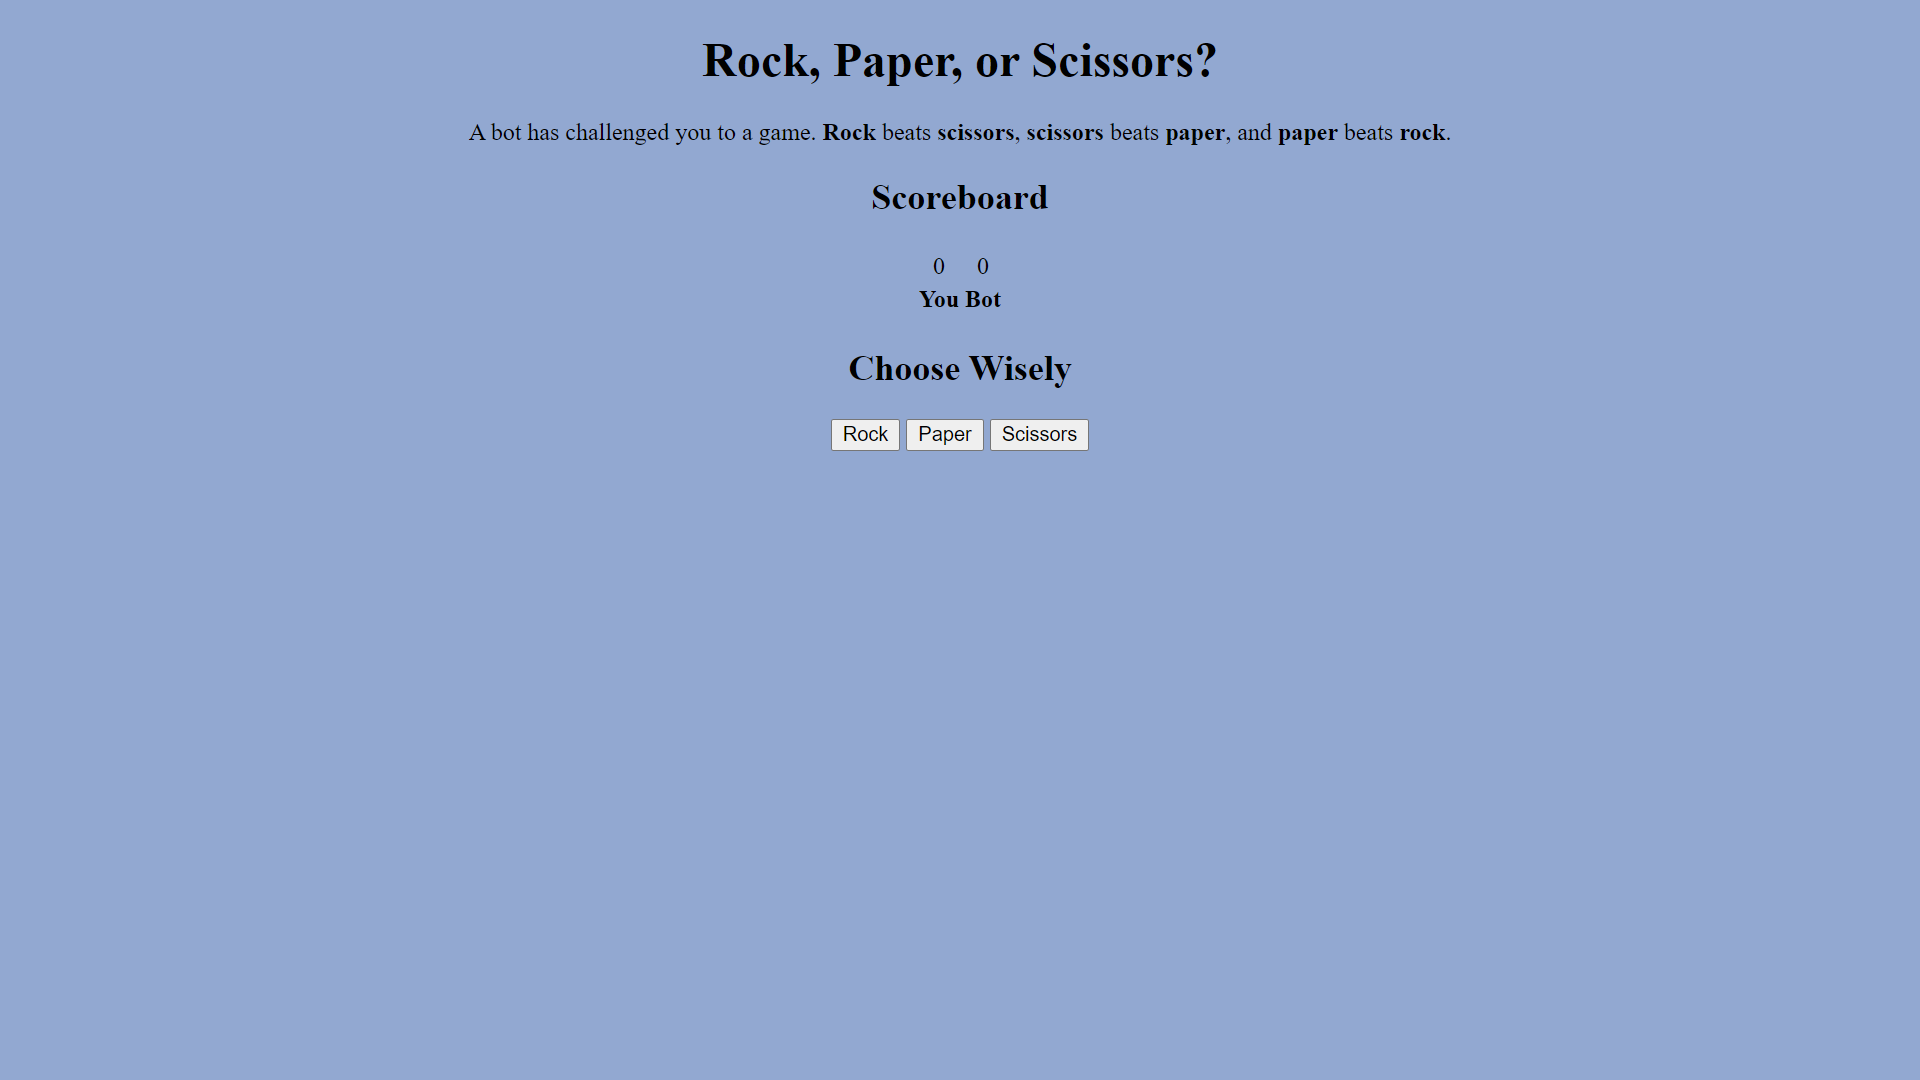 Rock, Paper, or Scissors?
A bot has challenged you to a game. Rock beats scissors, scissors beats paper, and paper beats rock.
Scoreboard
0 0
You Bot
Choose Wisely
Rock Paper Scissors